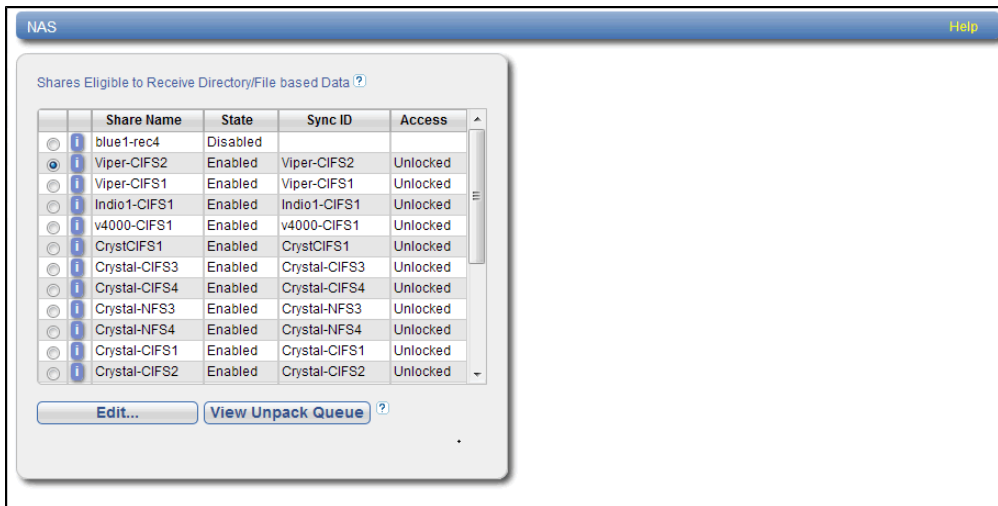 NAS Help
Shares Eligible to Receive Directory/File based Data ?
Share Name State Sync ID Access
i blue1-rec4 Disabled
i Viper-CIFS2 Enabled Viper-CIFS2 Unlocked
i Viper-CIFS1 Enabled Viper-CIFS1 Unlocked
i Indio1-CIFS1 Enabled Indio1-CIFS1 Unlocked
i v4000-CIFS1 Enabled v4000-CIFS1 Unlocked
i CrystCIFS1 Enabled CrystCIFS1 Unlocked
i Crystal-CIFS3 Enabled Crystal-CIFS3 Unlocked
i Crystal-CIFS4 Enabled Crystal-CIFS4 Unlocked
i Crystal-NFS3 Enabled Crystal-NFS3 Unlocked
i Crystal-NFS4 Enabled Crystal-NFS4 Unlocked
i Crystal-CIFS1 Enabled Crystal-CIFS1 Unlocked
i Crystal-CIFS2 Enabled Crystal-CIFS2 Unlocked
Edit... View Unpack Queue ?